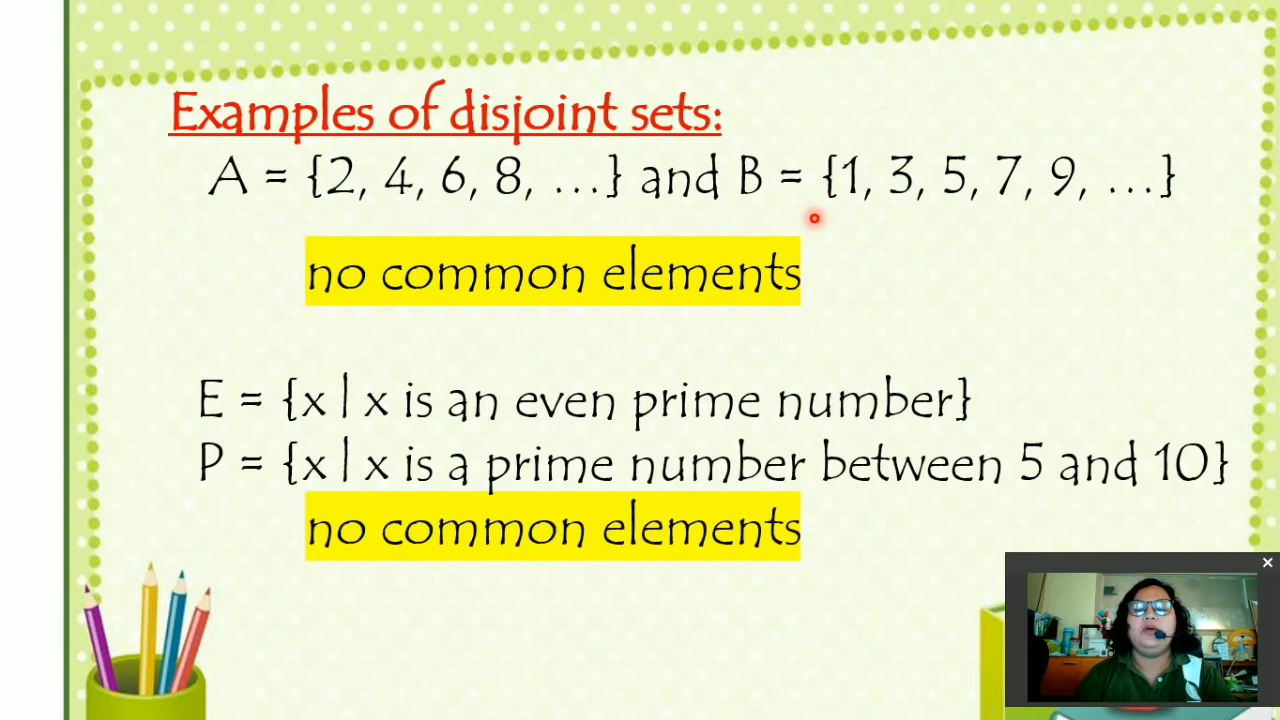 Examples of disjoint sets:
A = {2, 4, 6, 8, …} and B = {1, 3, 5, 7, 9, …}
no common elements
E = {x | x is an even prime number}
P = {x | x is a prime number between 5 and 10}
no common elements